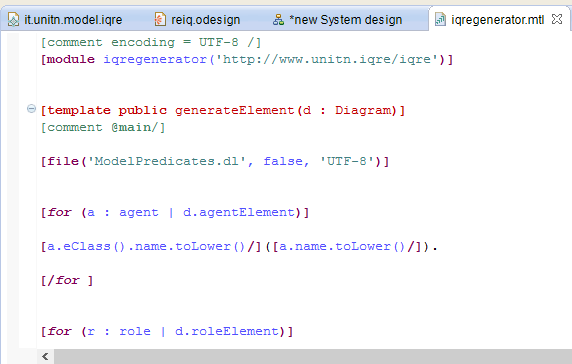 it.unitn.model.iqre reiq.odesign *new System design iqregenerator.mtl
[comment encoding = UTF-8 /]
[module iqregenerator('http://www.unitn.iqre/iqre')]
[template public generateElement(d : Diagram)]
[comment @main/]
[file('ModelPredicates.dl', false, 'UTF-8')]
[for (a : agent | d.agentElement)]
[a.eClass().name.toLower()/]([a.name.toLower()/]).
[/for ]
[for (r : role | d.roleElement)]